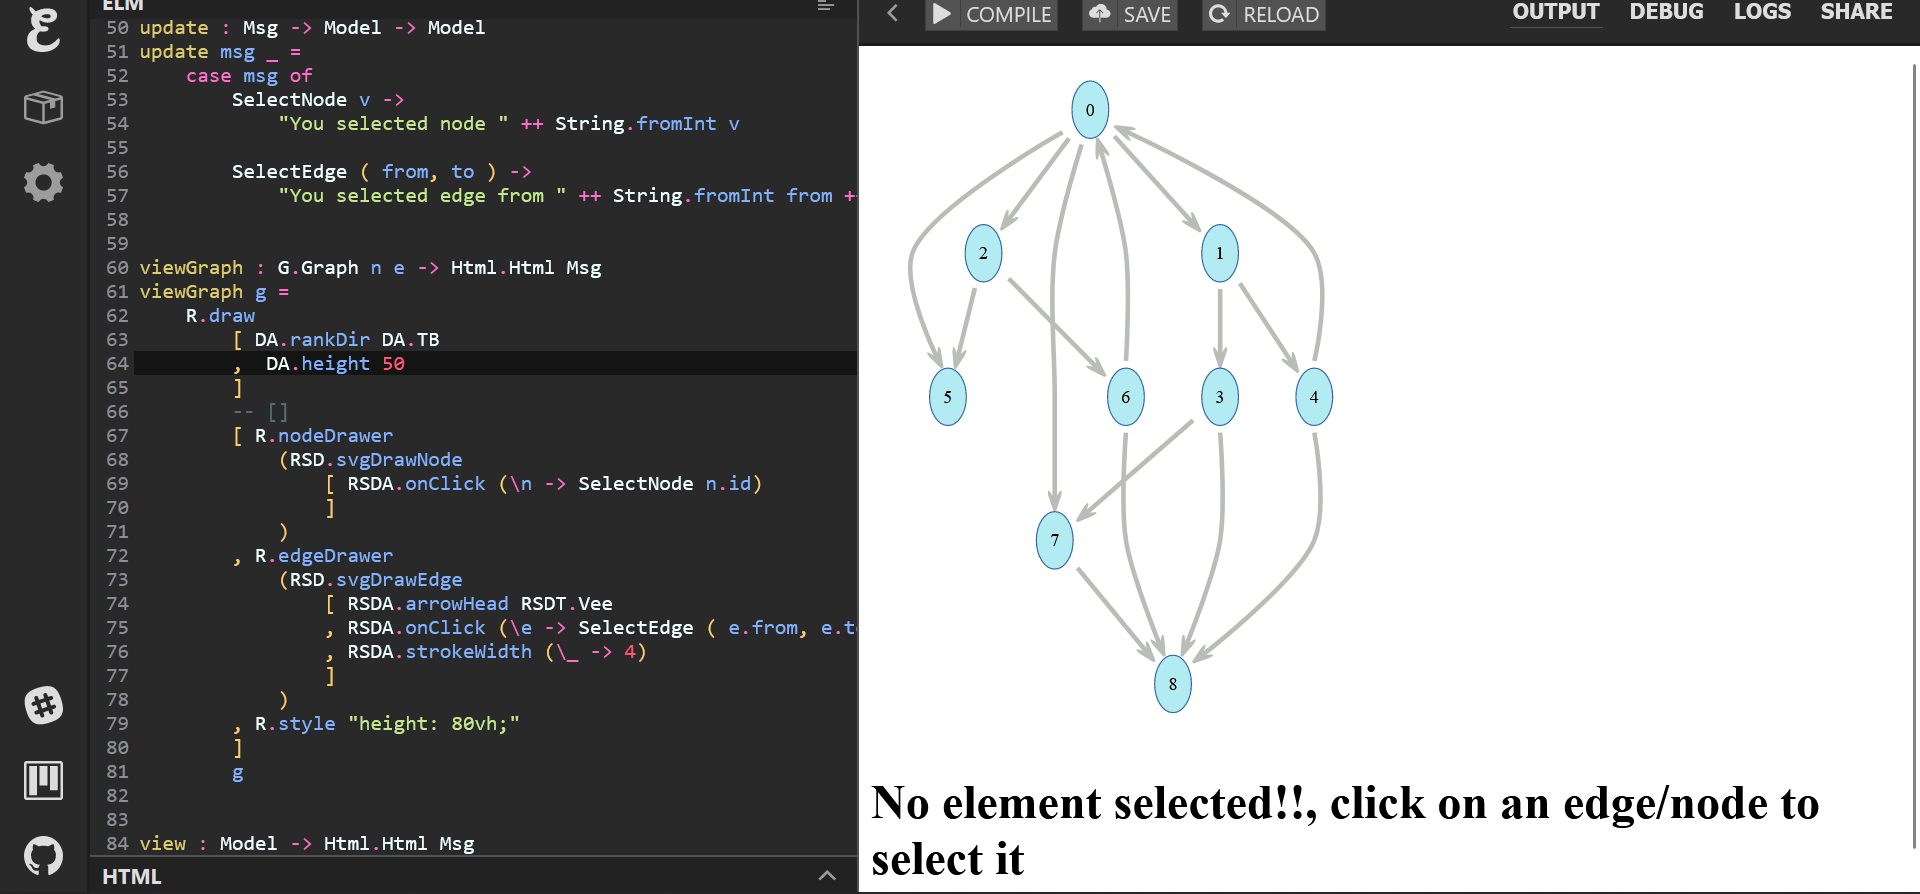 ELM
50 update : Msg -> Model -> Model
51 update msg _ =
52     case msg of
53         SelectNode v ->
54             "You selected node " ++ String.fromInt v
55
56         SelectEdge ( from, to ) ->
57             "You selected edge from " ++ String.fromInt from +
58
59
60 viewGraph : G.Graph n e -> Html.Html Msg
61 viewGraph g =
62     R.draw
63         [ DA.rankDir DA.TB
64         ,  DA.height 50
65         ]
66         -- []
67         [ R.nodeDrawer
68             (RSD.svgDrawNode
69                 [ RSDA.onClick (\n -> SelectNode n.id)
70                 ]
71             )
72         , R.edgeDrawer
73             (RSD.svgDrawEdge
74                 [ RSDA.arrowHead RSDT.Vee
75                 , RSDA.onClick (\e -> SelectEdge ( e.from, e.t
76                 , RSDA.strokeWidth (\_ -> 4)
77                 ]
78             )
79         , R.style "height: 80vh;"
80         ]
81         g
82
83
84 view : Model -> Html.Html Msg
HTML
COMPILE SAVE RELOAD OUTPUT DEBUG LOGS SHARE
0
2 1
5 6 3 4
7
8
No element selected!!, click on an edge/node to
select it